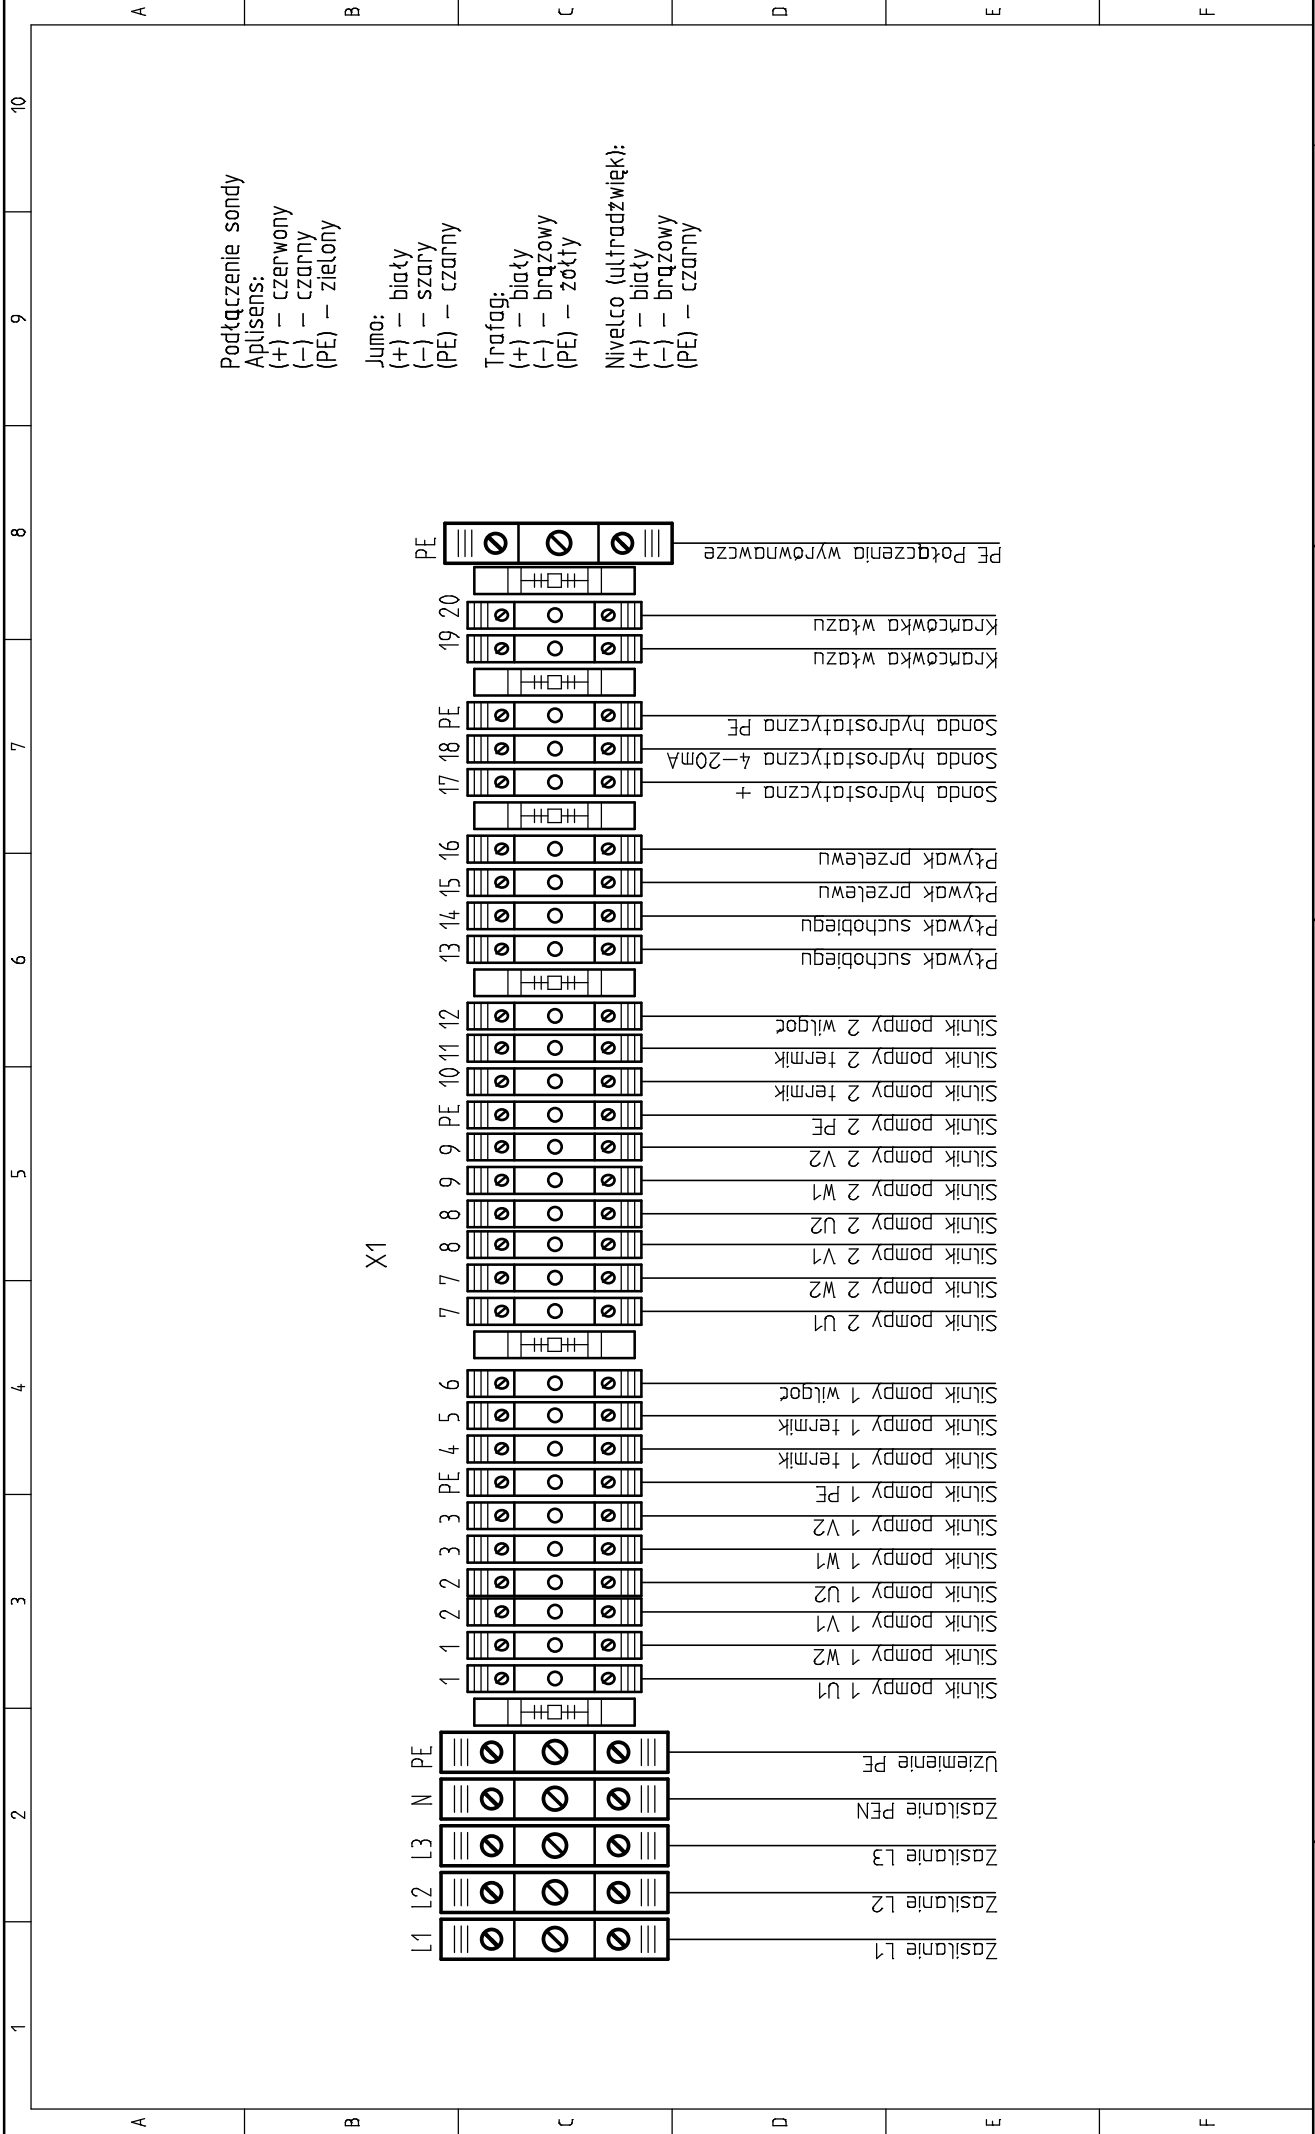 A
B
C
D
E
F
10
9
8
7
6
5
4
3
2
1
Podłączenie sondy
Aplisens:
(+) – czerwony
(–) – czarny
(PE) – zielony
Jumo:
(+) – biały
(–) – szary
(PE) – czarny
Trafag:
(+) – biały
(–) – brązowy
(PE) – żółty
Nivelco (ultradźwięk):
(+) – biały
(–) – brązowy
(PE) – czarny
X1
L1
L2
L3
N
PE
1
1
2
2
3
3
PE
4
5
6
7
7
8
8
9
9
PE
10
11
12
13
14
15
16
17
18
PE
19
20
PE
Zasilanie L1
Zasilanie L2
Zasilanie L3
Zasilanie PEN
Uziemienie PE
Silnik pompy 1 U1
Silnik pompy 1 W2
Silnik pompy 1 V1
Silnik pompy 1 U2
Silnik pompy 1 W1
Silnik pompy 1 V2
Silnik pompy 1 PE
Silnik pompy 1 termik
Silnik pompy 1 termik
Silnik pompy 1 wilgoć
Silnik pompy 2 U1
Silnik pompy 2 W2
Silnik pompy 2 V1
Silnik pompy 2 U2
Silnik pompy 2 W1
Silnik pompy 2 V2
Silnik pompy 2 PE
Silnik pompy 2 termik
Silnik pompy 2 termik
Silnik pompy 2 wilgoć
Pływak suchobiegu
Pływak suchobiegu
Pływak przelewu
Pływak przelewu
Sonda hydrostatyczna +
Sonda hydrostatyczna 4–20mA
Sonda hydrostatyczna PE
Krańcówka włazu
Krańcówka włazu
PE Połączenia wyrównawcze
A
B
C
D
E
F